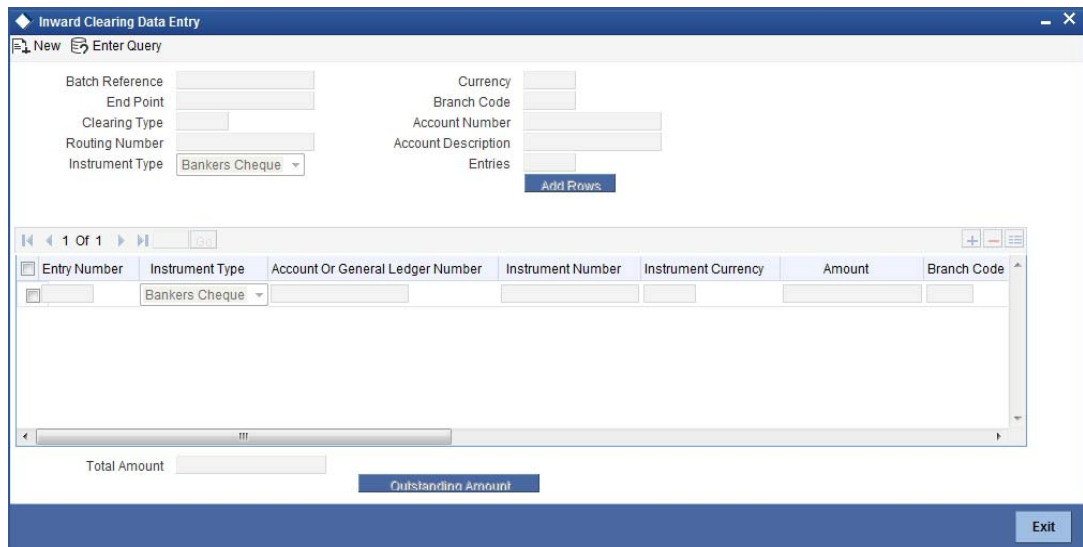 Inward Clearing Data Entry
New Enter Query
Batch Reference Currency
End Point Branch Code
Clearing Type Account Number
Routing Number Account Description
Instrument Type Bankers Cheque Entries
Add Rows
1 Of 1 Go
Entry Number Instrument Type Account Or General Ledger Number Instrument Number Instrument Currency Amount Branch Code
Bankers Cheque
Total Amount
Outstanding Amount
Exit